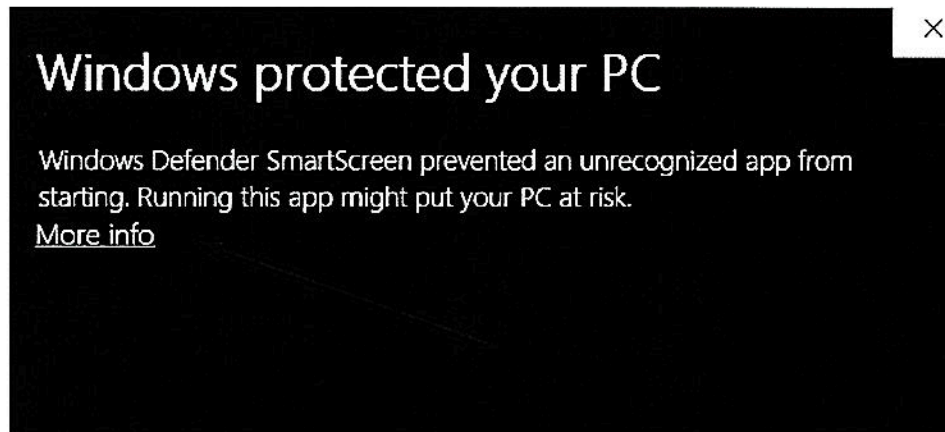 Windows protected your PC
Windows Defender SmartScreen prevented an unrecognized app from
starting. Running this app might put your PC at risk.
More info